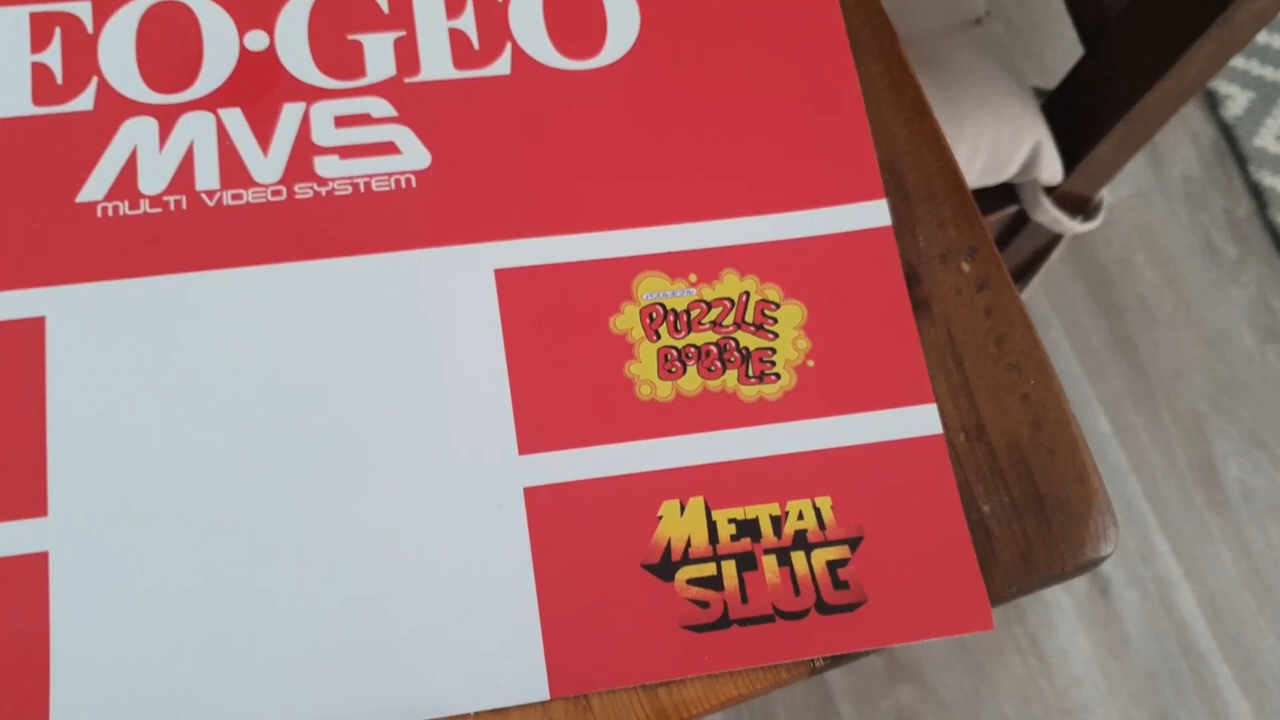 EO·GEO
MVS
MULTI VIDEO SYSTEM
PUZZLE
BOBBLE
METAL
SLUG